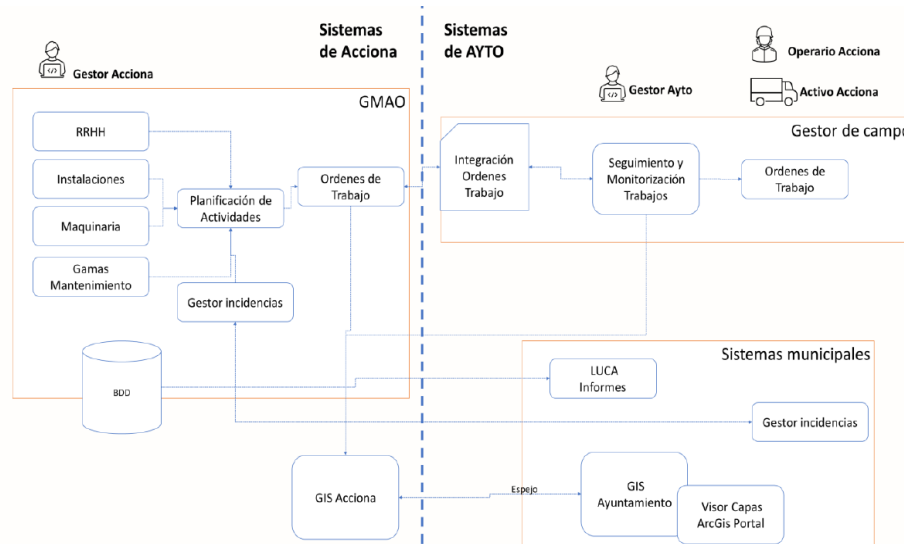 Sistemas
de Acciona
Sistemas
de AYTO
Gestor Acciona
Operario Acciona
Gestor Ayto
Activo Acciona
GMAO
Gestor de campo
RRHH
Instalaciones
Maquinaria
Gamas
Mantenimiento
Planificación de
Actividades
Ordenes de
Trabajo
Gestor incidencias
Integración
Ordenes
Trabajo
Seguimiento y
Monitorización
Trabajos
Ordenes de
Trabajo
BDD
Sistemas municipales
LUCA
Informes
Gestor incidencias
GIS Acciona
Espejo
GIS
Ayuntamiento
Visor Capas
ArcGis Portal